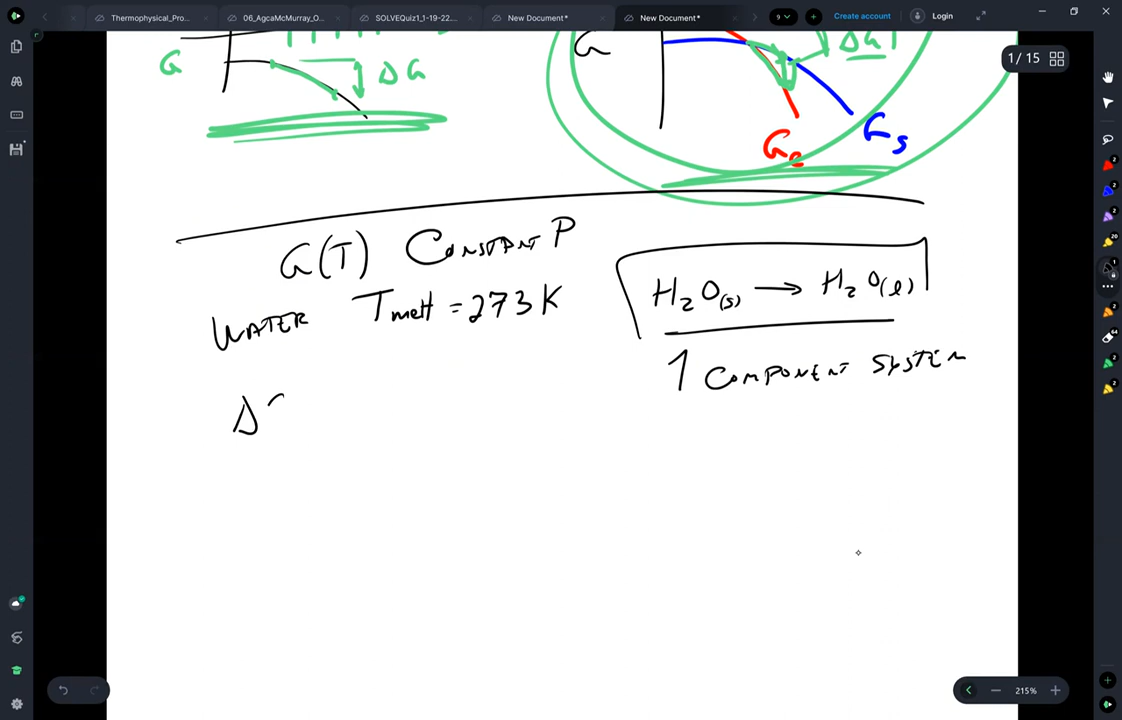 Thermophysical_Pro...
06_AgcaMcMurray_O...
SOLVEQuiz1_1-19-22....
New Document*
New Document*
9
Create account
Login
1 / 15
G
ΔG
G
ΔG
Gs
G(T) CONSTANT P
WATER Tmelt = 273 K
H2O(s) → H2O(l)
1 COMPONENT SYSTEM
Δ
215%